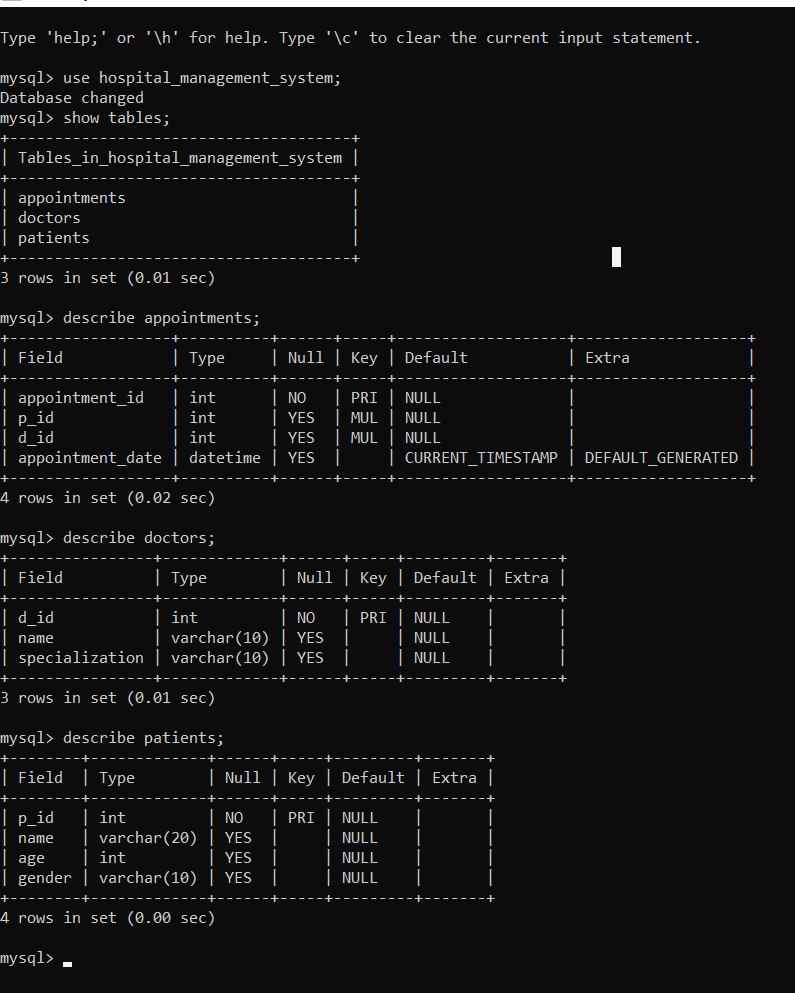 Type 'help;' or '\h' for help. Type '\c' to clear the current input statement.
mysql> use hospital_management_system;
Database changed
mysql> show tables;
+--------------------------------------+
| Tables_in_hospital_management_system |
+--------------------------------------+
| appointments                         |
| doctors                              |
| patients                             |
+--------------------------------------+
3 rows in set (0.01 sec)
mysql> describe appointments;
+------------------+----------+------+-----+-------------------+-------------------+
| Field            | Type     | Null | Key | Default           | Extra             |
+------------------+----------+------+-----+-------------------+-------------------+
| appointment_id   | int      | NO   | PRI | NULL              |                   |
| p_id             | int      | YES  | MUL | NULL              |                   |
| d_id             | int      | YES  | MUL | NULL              |                   |
| appointment_date | datetime | YES  |     | CURRENT_TIMESTAMP | DEFAULT_GENERATED |
+------------------+----------+------+-----+-------------------+-------------------+
4 rows in set (0.02 sec)
mysql> describe doctors;
+----------------+-------------+------+-----+---------+-------+
| Field          | Type        | Null | Key | Default | Extra |
+----------------+-------------+------+-----+---------+-------+
| d_id           | int         | NO   | PRI | NULL    |       |
| name           | varchar(10) | YES  |     | NULL    |       |
| specialization | varchar(10) | YES  |     | NULL    |       |
+----------------+-------------+------+-----+---------+-------+
3 rows in set (0.01 sec)
mysql> describe patients;
+--------+-------------+------+-----+---------+-------+
| Field  | Type        | Null | Key | Default | Extra |
+--------+-------------+------+-----+---------+-------+
| p_id   | int         | NO   | PRI | NULL    |       |
| name   | varchar(20) | YES  |     | NULL    |       |
| age    | int         | YES  |     | NULL    |       |
| gender | varchar(10) | YES  |     | NULL    |       |
+--------+-------------+------+-----+---------+-------+
4 rows in set (0.00 sec)
mysql>